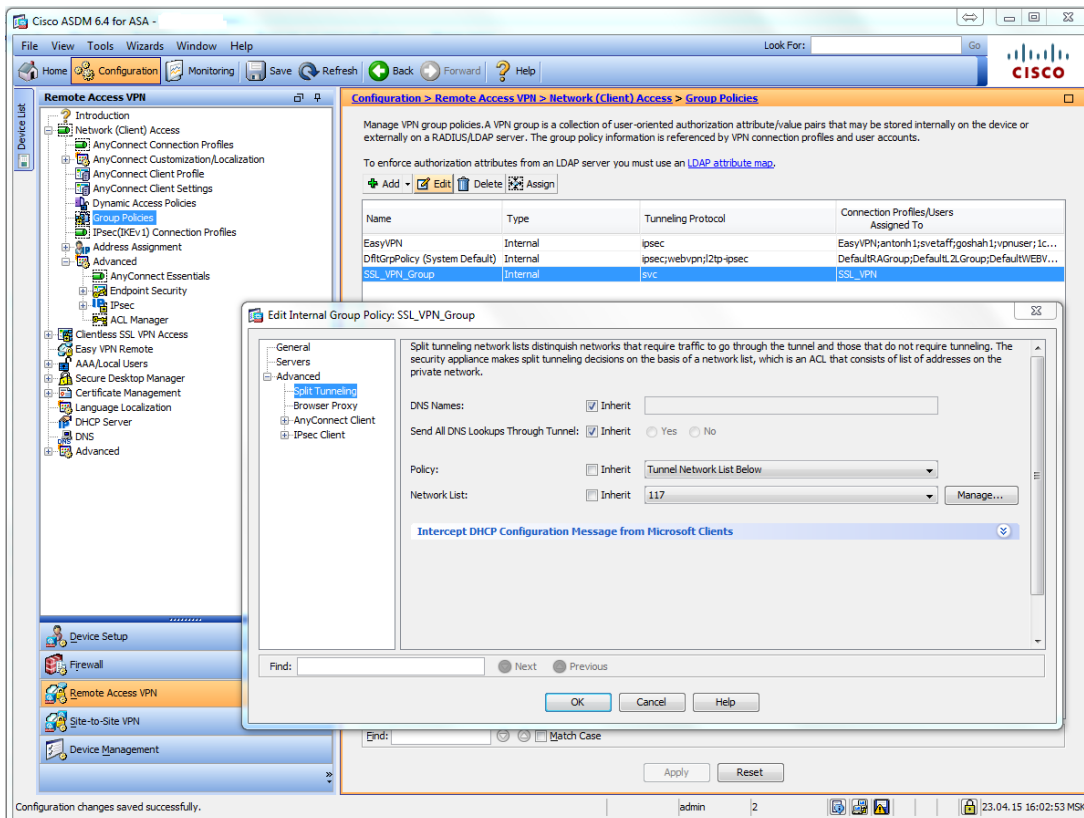 Cisco ASDM 6.4 for ASA -
File View Tools Wizards Window Help
Look For:
Go
Home Configuration Monitoring Save Refresh Back Forward Help
CISCO
Device List
Remote Access VPN
Introduction
Network (Client) Access
AnyConnect Connection Profiles
AnyConnect Customization/Localization
AnyConnect Client Profile
AnyConnect Client Settings
Dynamic Access Policies
Group Policies
IPsec(IKEv1) Connection Profiles
Address Assignment
Advanced
AnyConnect Essentials
Endpoint Security
IPsec
ACL Manager
Clientless SSL VPN Access
Easy VPN Remote
AAA/Local Users
Secure Desktop Manager
Certificate Management
Language Localization
DHCP Server
DNS
Advanced
Device Setup
Firewall
Remote Access VPN
Site-to-Site VPN
Device Management
Configuration > Remote Access VPN > Network (Client) Access > Group Policies
Manage VPN group policies.A VPN group is a collection of user-oriented authorization attribute/value pairs that may be stored internally on the device or
externally on a RADIUS/LDAP server. The group policy information is referenced by VPN connection profiles and user accounts.
To enforce authorization attributes from an LDAP server you must use an LDAP attribute map.
Add Edit Delete Assign
Name Type Tunneling Protocol Connection Profiles/Users
Assigned To
EasyVPN Internal ipsec EasyVPN;antonh1;svetaff;goshah1;vpnuser;1c...
DfltGrpPolicy (System Default) Internal ipsec;webvpn;l2tp-ipsec DefaultRAGroup;DefaultL2LGroup;DefaultWEBV...
SSL_VPN_Group Internal svc SSL_VPN
Edit Internal Group Policy: SSL_VPN_Group
General
Servers
Advanced
Split Tunneling
Browser Proxy
AnyConnect Client
IPsec Client
Split tunneling network lists distinquish networks that require traffic to go through the tunnel and those that do not require tunneling. The
security appliance makes split tunneling decisions on the basis of a network list, which is an ACL that consists of list of addresses on the
private network.
DNS Names: Inherit
Send All DNS Lookups Through Tunnel: Inherit Yes No
Policy: Inherit Tunnel Network List Below
Network List: Inherit 117 Manage...
Intercept DHCP Configuration Message from Microsoft Clients
Find: Next Previous
OK Cancel Help
Find: Match Case
Apply Reset
Configuration changes saved successfully.
admin 2 23.04.15 16:02:53 MSK